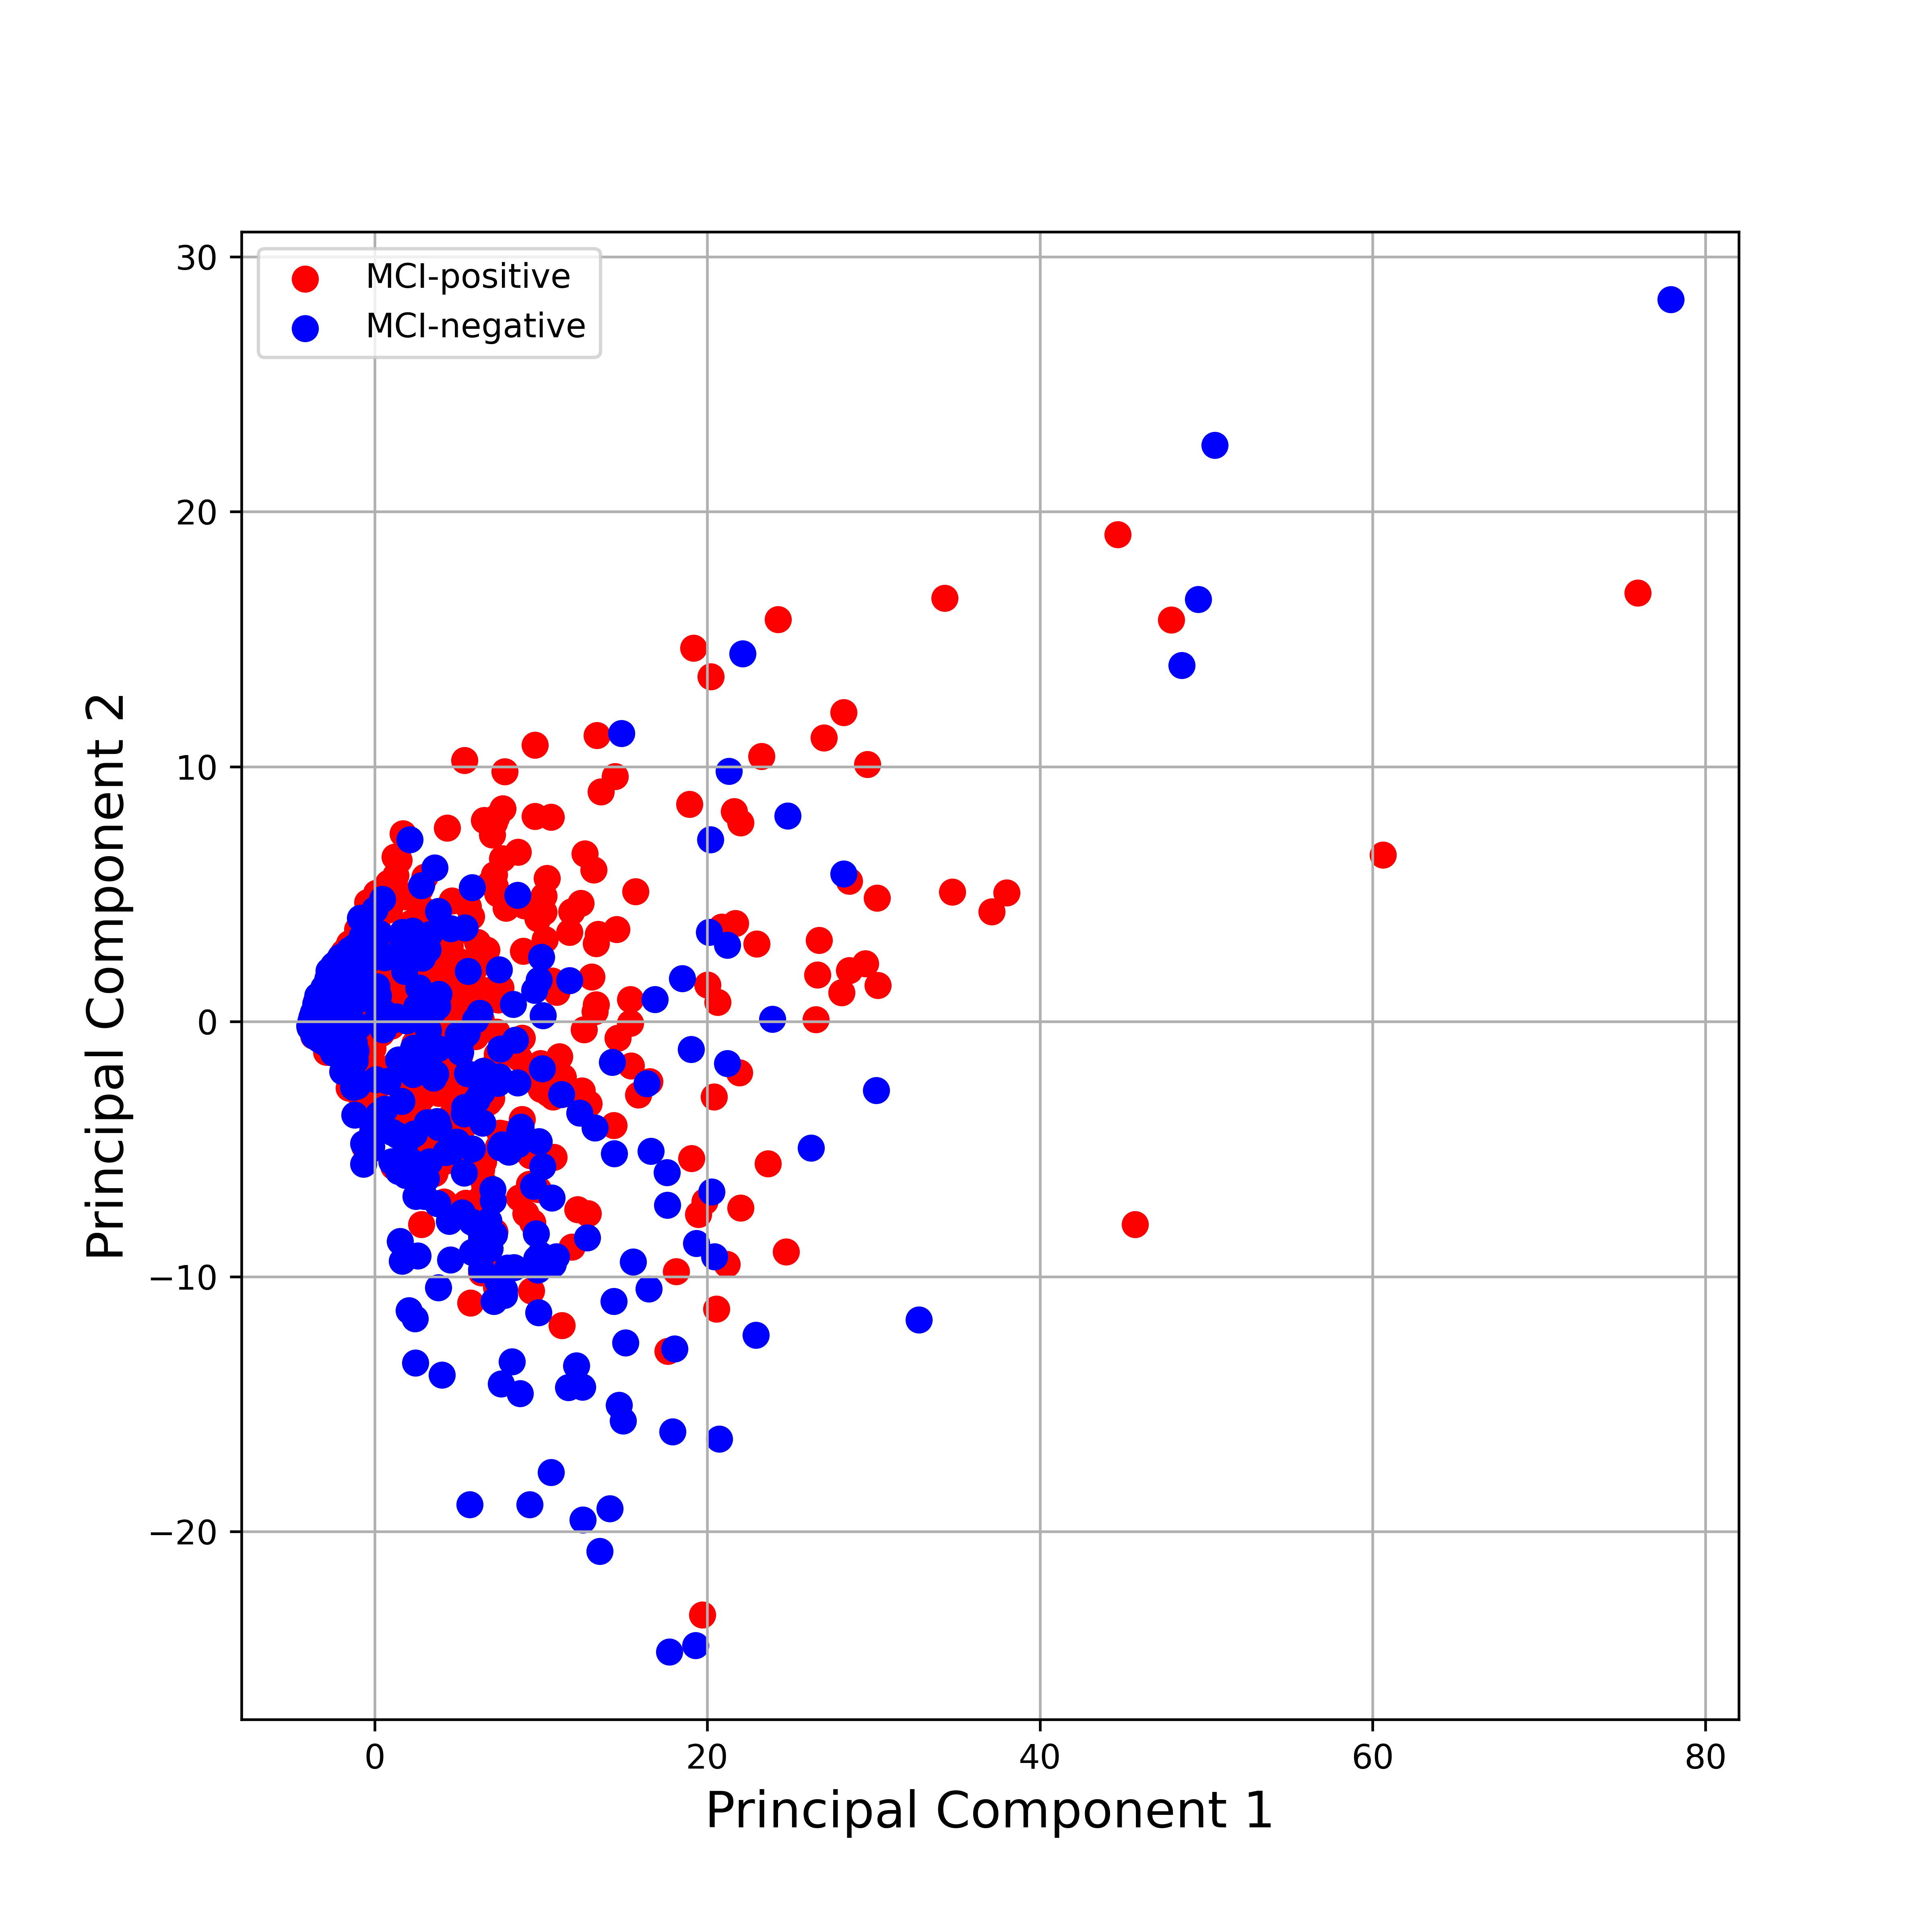 MCI-positive
MCI-negative
30
20
10
0
−10
−20
Principal Component 2
0 20 40 60 80
Principal Component 1